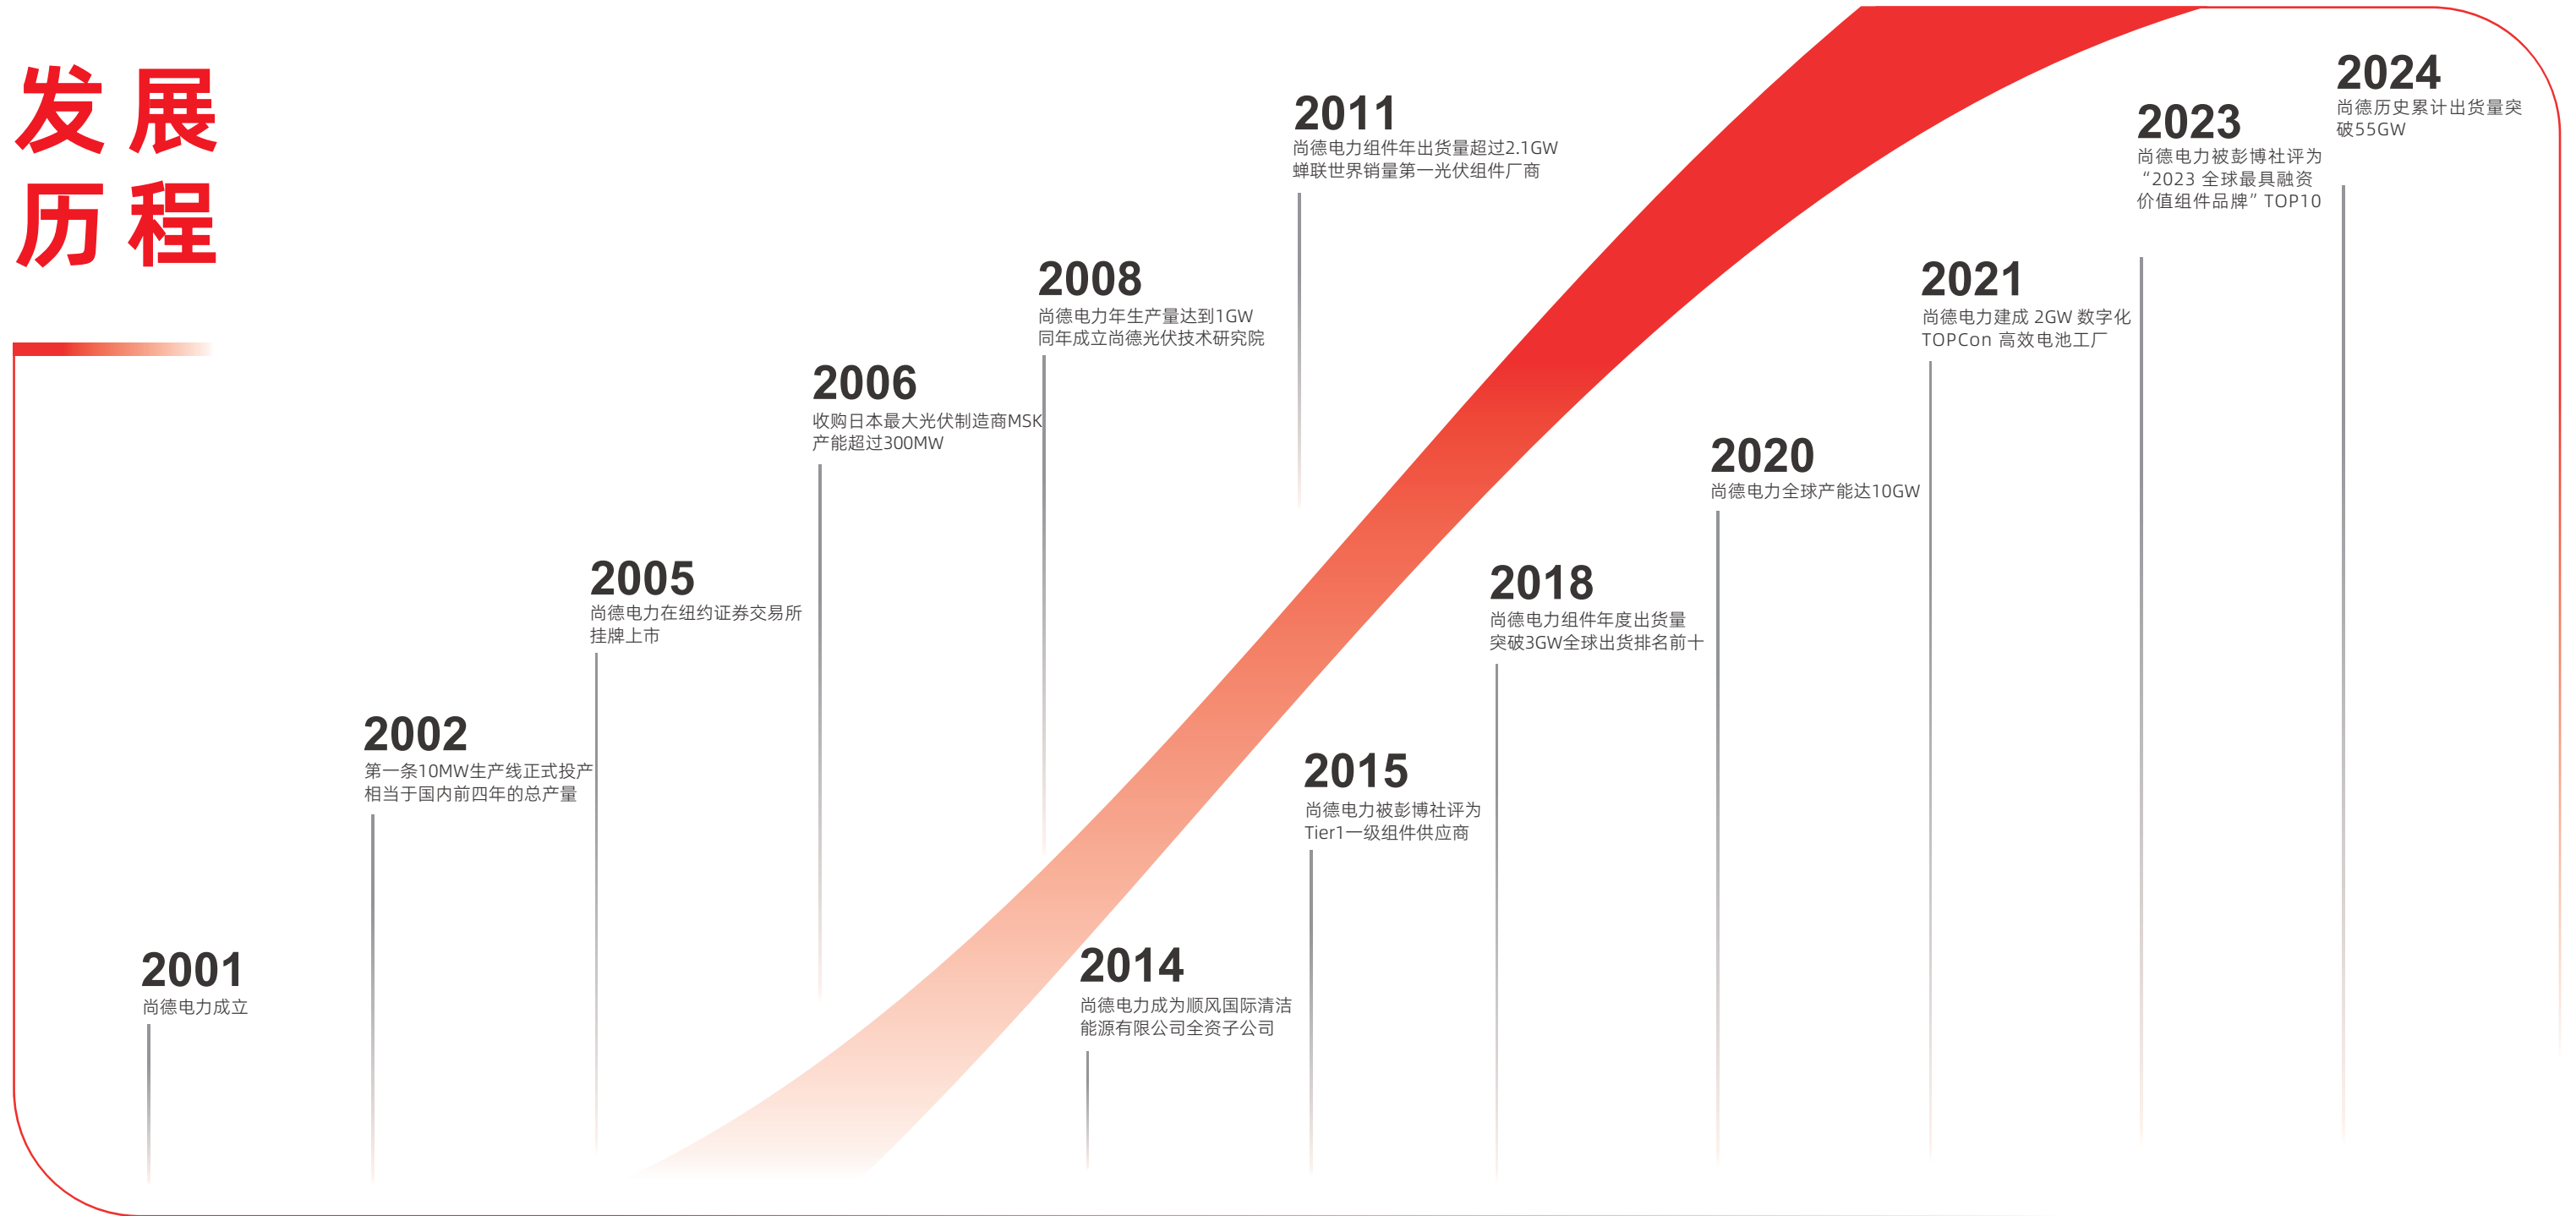 发展
历程
2001
尚德电力成立
2002
第一条10MW生产线正式投产
相当于国内前四年的总产量
2005
尚德电力在纽约证券交易所
挂牌上市
2006
收购日本最大光伏制造商MSK
产能超过300MW
2008
尚德电力年生产量达到1GW
同年成立尚德光伏技术研究院
2011
尚德电力组件年出货量超过2.1GW
蝉联世界销量第一光伏组件厂商
2014
尚德电力成为顺风国际清洁
能源有限公司全资子公司
2015
尚德电力被彭博社评为
Tier1一级组件供应商
2018
尚德电力组件年度出货量
突破3GW全球出货排名前十
2020
尚德电力全球产能达10GW
2021
尚德电力建成 2GW 数字化
TOPCon 高效电池工厂
2023
尚德电力被彭博社评为
“2023 全球最具融资
价值组件品牌” TOP10
2024
尚德历史累计出货量突
破55GW